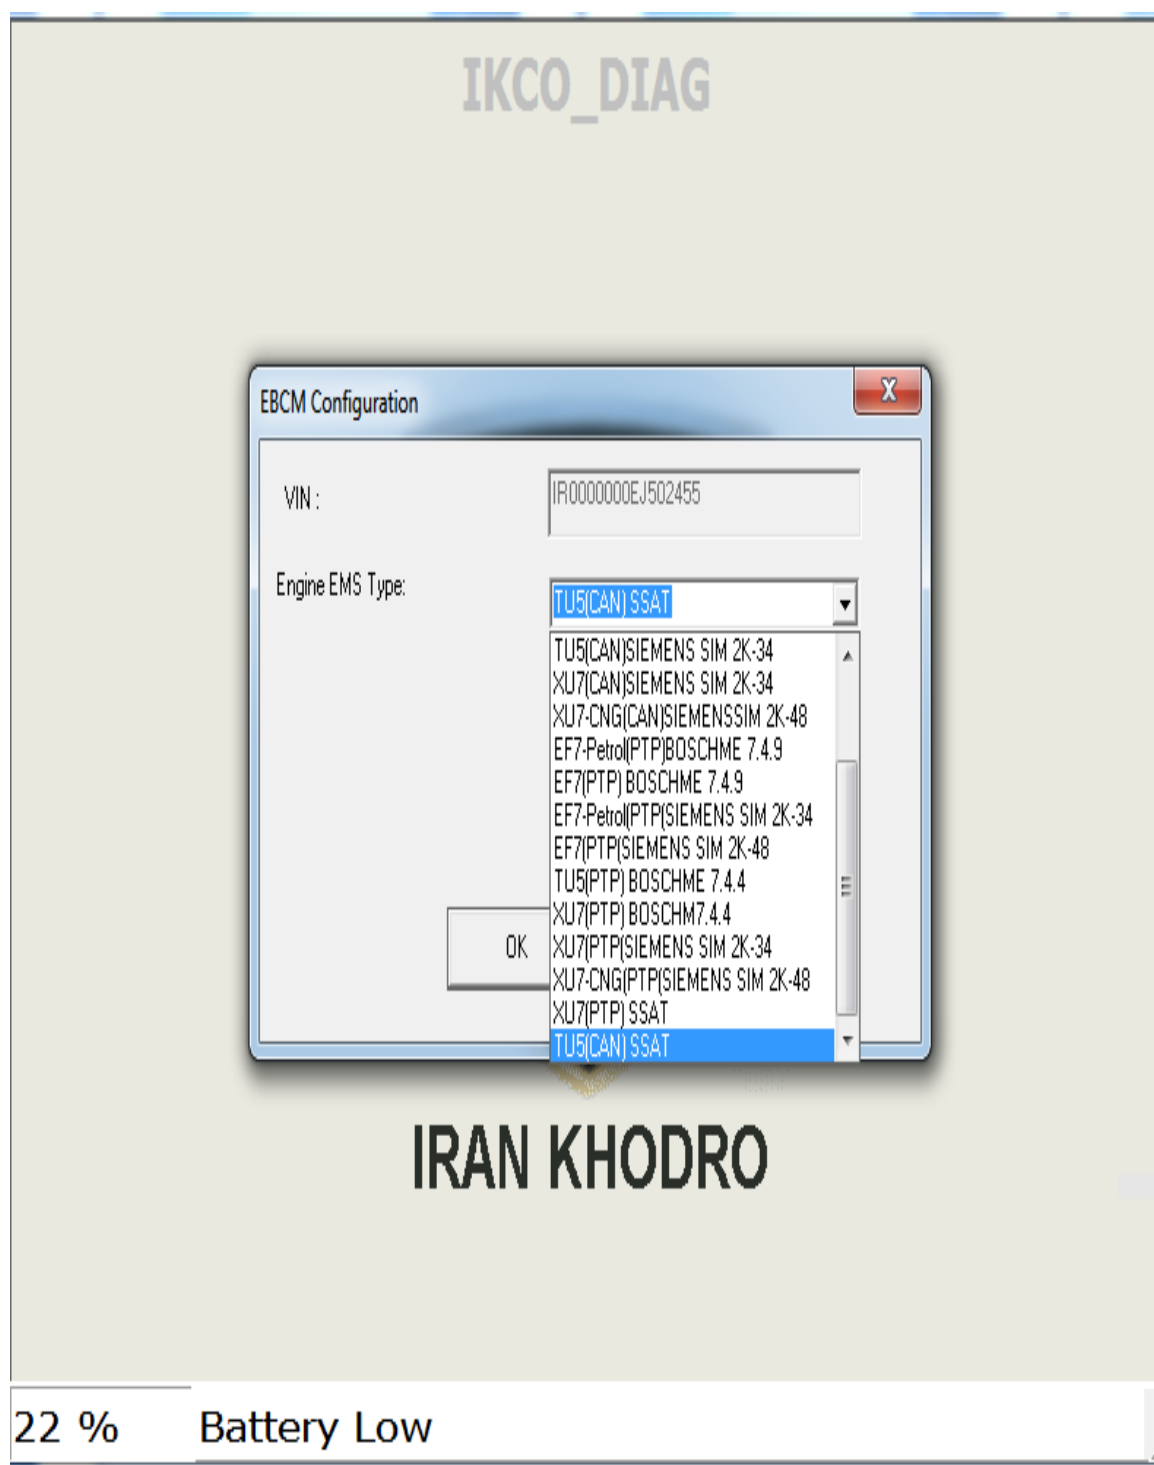 IKCO_DIAG
EBCM Configuration
X
VIN :
IR0000000EJ502455
Engine EMS Type:
TU5(CAN) SSAT
TU5(CAN)SIEMENS SIM 2K-34
XU7(CAN)SIEMENS SIM 2K-34
XU7-CNG(CAN)SIEMENSSIM 2K-48
EF7-Petrol(PTP)BOSCHME 7.4.9
EF7(PTP) BOSCHME 7.4.9
EF7-Petrol(PTP(SIEMENS SIM 2K-34
EF7(PTP(SIEMENS SIM 2K-48
TU5(PTP) BOSCHME 7.4.4
XU7(PTP) BOSCHM7.4.4
OK
XU7(PTP(SIEMENS SIM 2K-34
XU7-CNG(PTP(SIEMENS SIM 2K-48
XU7(PTP) SSAT
TU5(CAN) SSAT
IRAN KHODRO
22 %
Battery Low